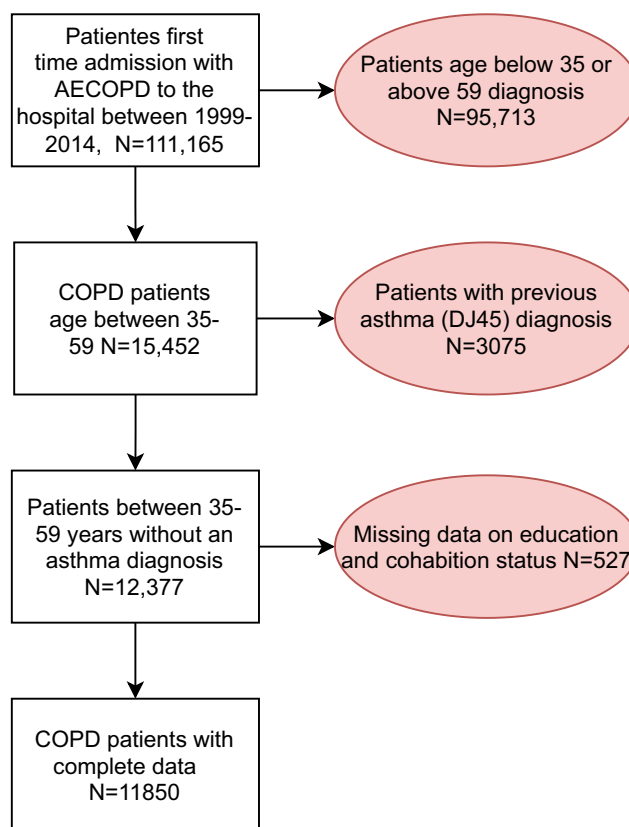 Patientes first
time admission with
AECOPD to the
hospital between 1999-
2014,  N=111,165
Patients age below 35 or
above 59 diagnosis
N=95,713
COPD patients
age between 35-
59 N=15,452
Patients with previous
asthma (DJ45) diagnosis
N=3075
Patients between 35-
59 years without an
asthma diagnosis
N=12,377
Missing data on education
and cohabition status N=527
COPD patients with
complete data
N=11850